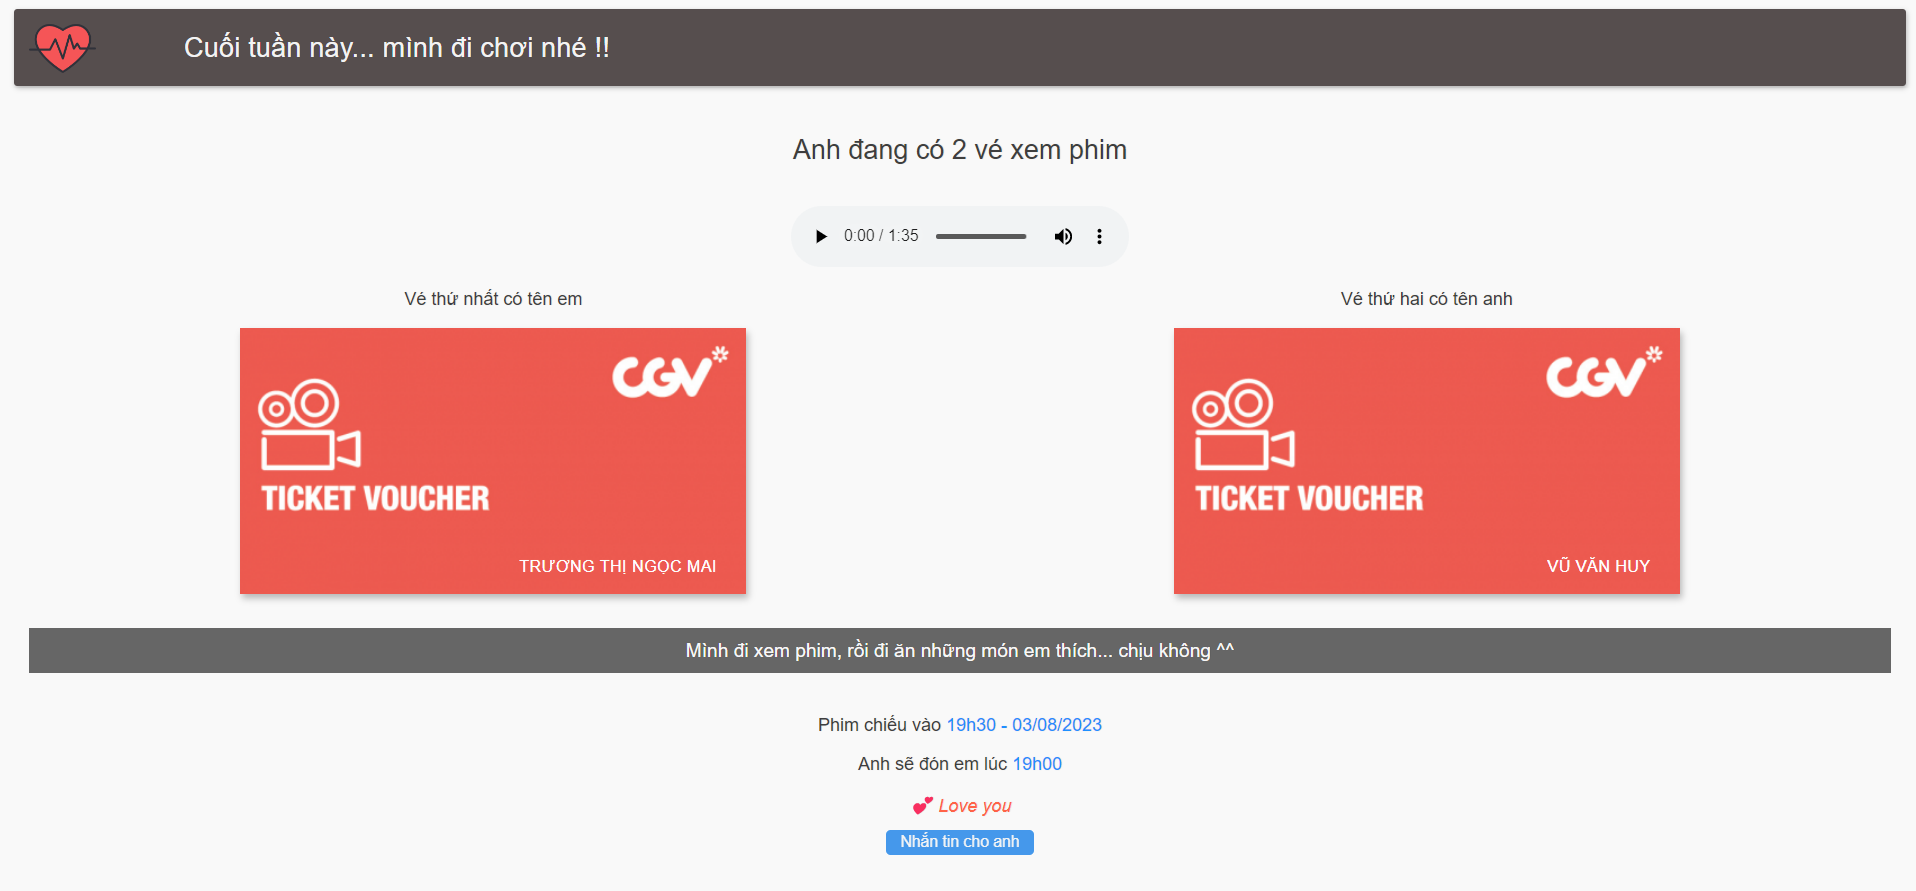 Cuối tuần này... mình đi chơi nhé !!
Anh đang có 2 vé xem phim
0:00 / 1:35
Vé thứ nhất có tên em
Vé thứ hai có tên anh
CGV*
TICKET VOUCHER
TRƯƠNG THỊ NGỌC MAI
CGV*
TICKET VOUCHER
VŨ VĂN HUY
Mình đi xem phim, rồi đi ăn những món em thích... chịu không ^^
Phim chiếu vào 19h30 - 03/08/2023
Anh sẽ đón em lúc 19h00
💕 Love you
Nhắn tin cho anh